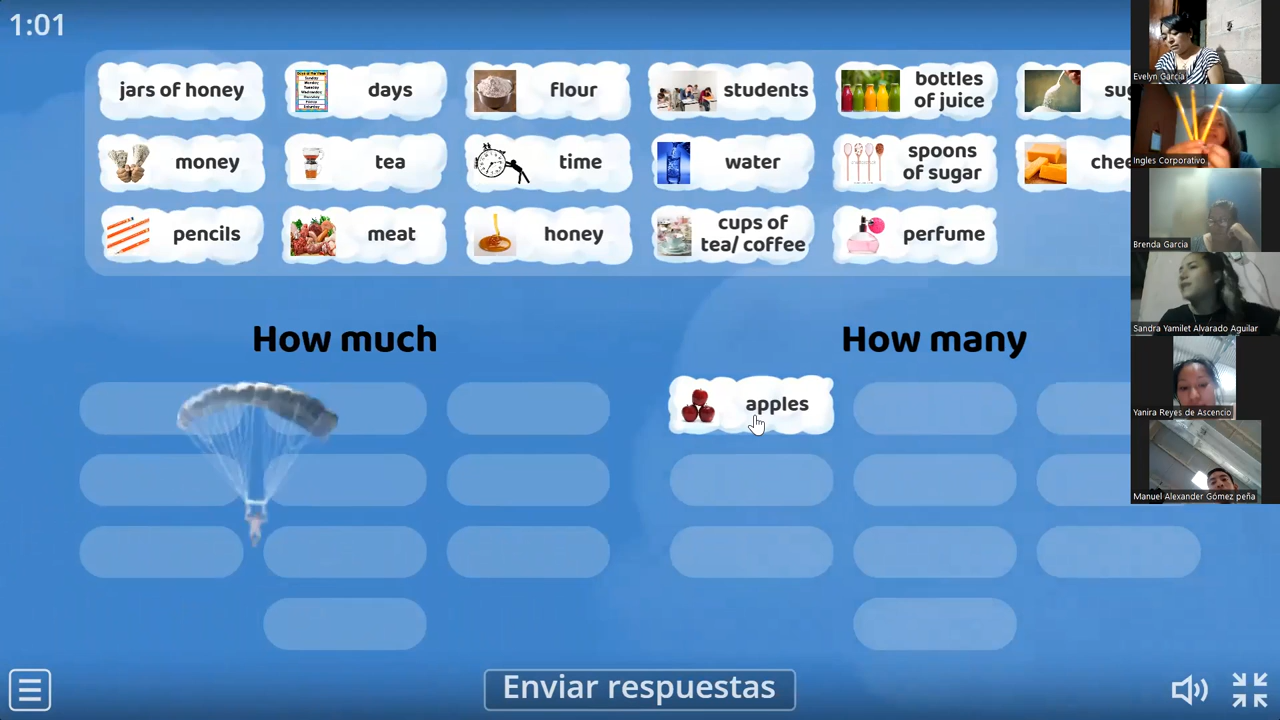 1:01
jars of honey
days
flour
students
bottles
of juice
money
tea
time
water
spoons
of sugar
pencils
meat
honey
cups of
tea/ coffee
perfume
How much
How many
apples
Enviar respuestas
Evelyn Garcia
Ingles Corporativo
Brenda Garcia
Sandra Yamilet Alvarado Aguilar
Yanira Reyes de Ascencio
Manuel Alexander Gómez peña